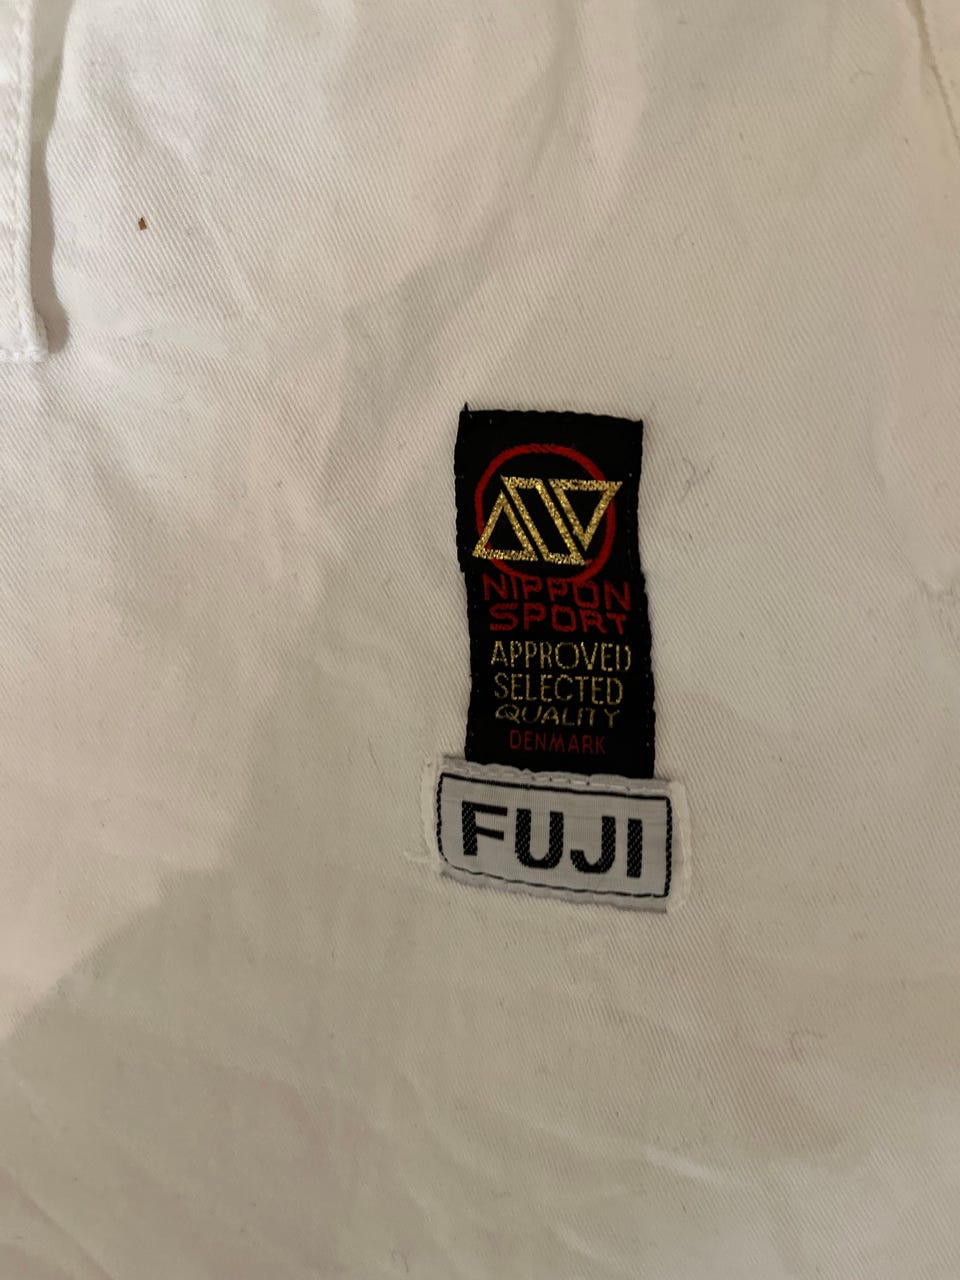 NIPPON
SPORT
APPROVED
SELECTED
QUALITY
DENMARK
FUJI